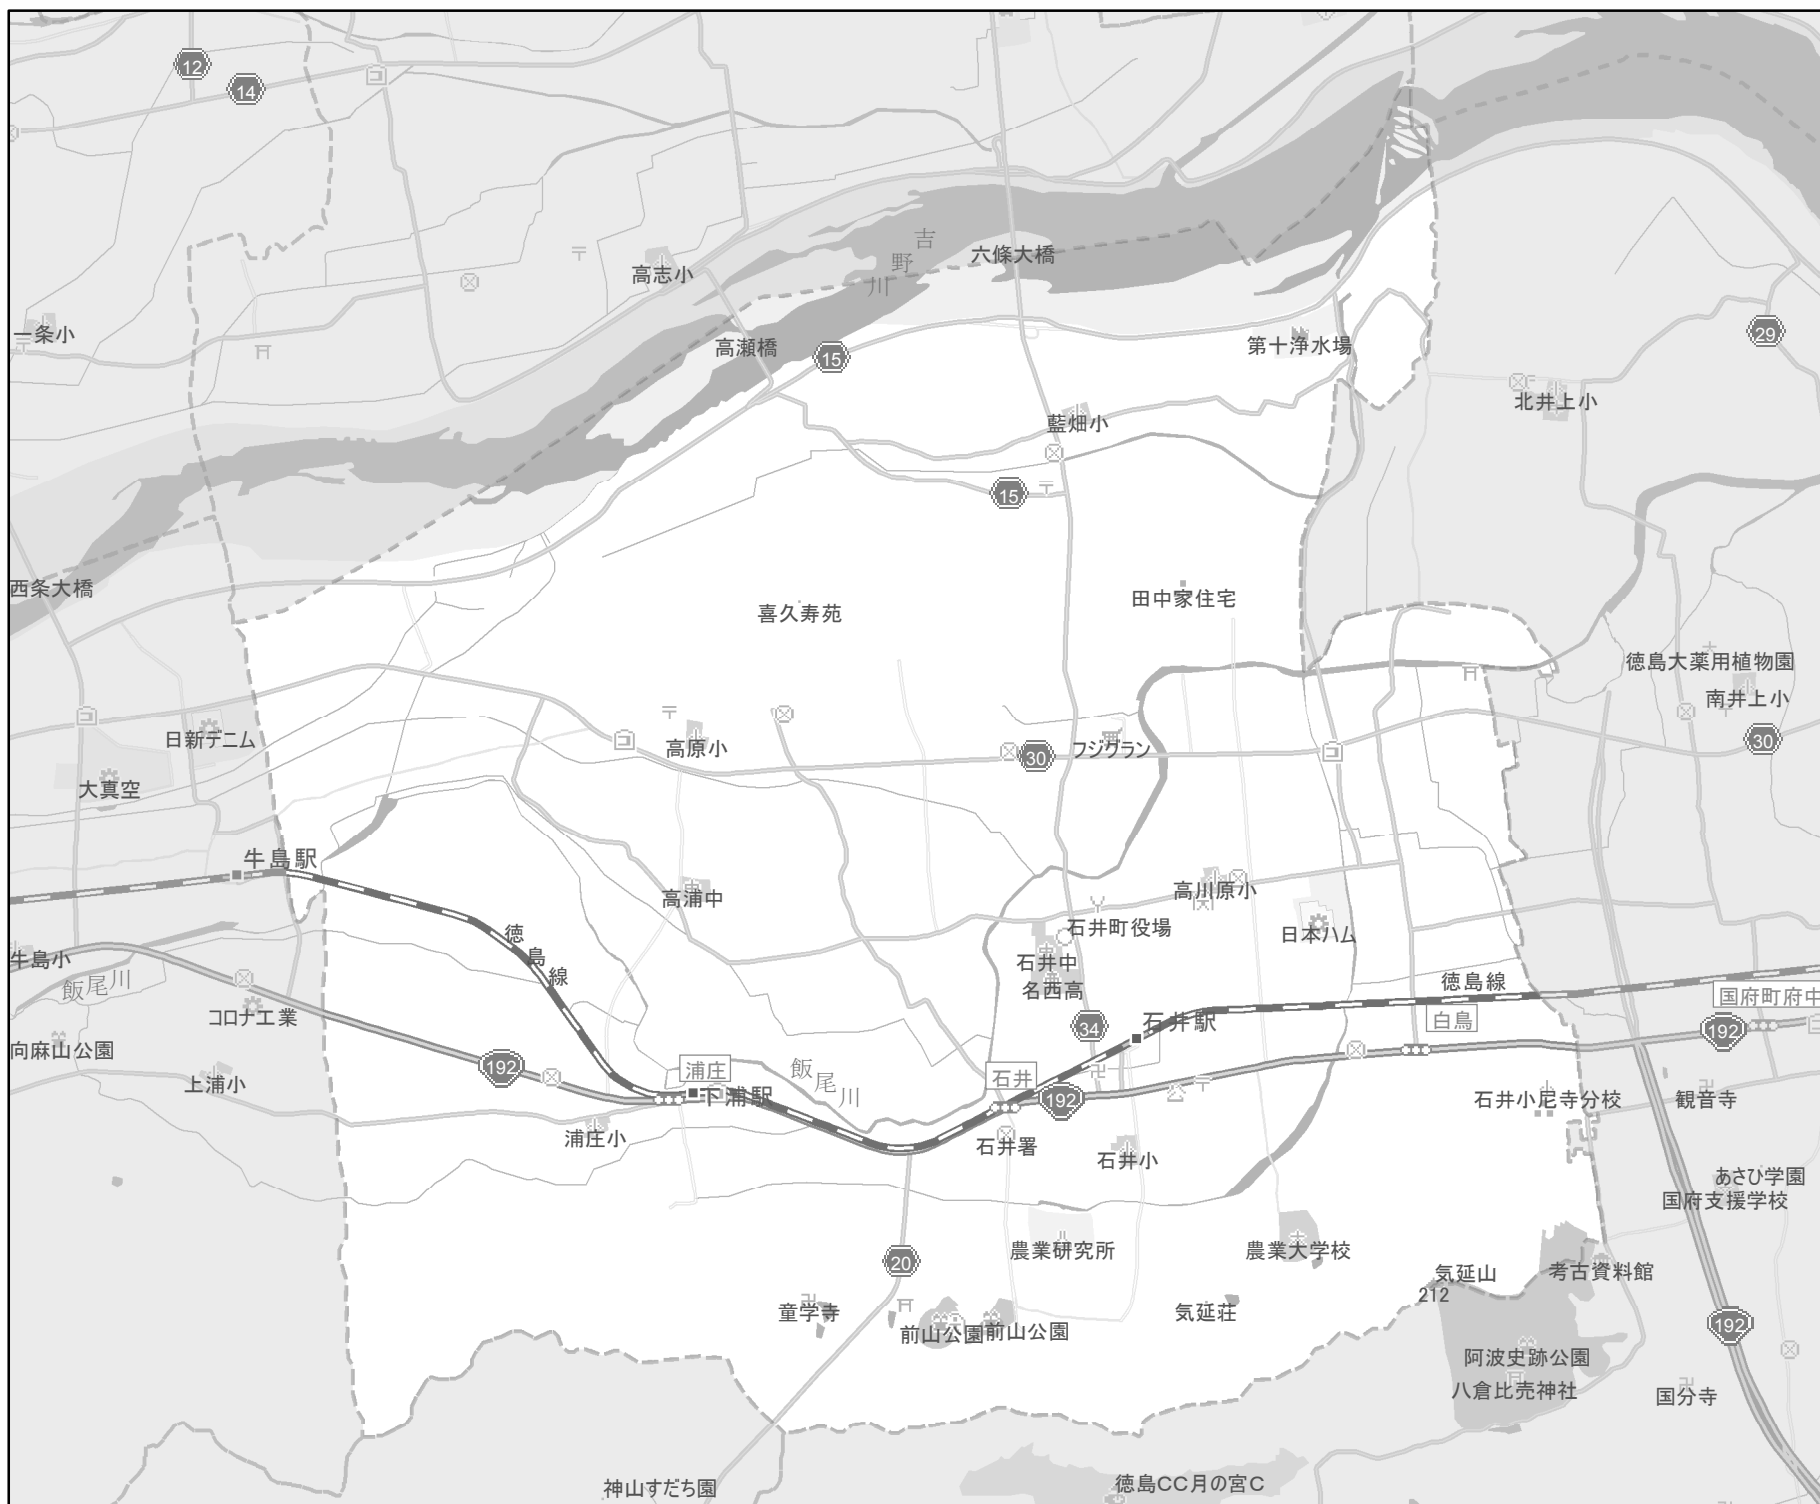 12
14
吉野川
六條大橋
高志小
一条小
高瀬橋
15
第十浄水場
29
藍畑小
北井上小
15
西条大橋
喜久寿苑
田中家住宅
徳島大薬用植物園
南井上小
日新デニム
高原小
30
フジグラン
30
大真空
牛島駅
高浦中
高川原小
石井町役場
日本ハム
徳島線
牛島小
飯尾川
石井中
名西高
徳島線
国府町府中
コロナ工業
34
石井駅
白鳥
192
向麻山公園
192
浦庄
飯尾川
石井
上浦小
下浦駅
192
石井小尼寺分校
観音寺
浦庄小
石井署
石井小
あさひ学園
国府支援学校
20
農業研究所
農業大学校
気延山
212
考古資料館
童学寺
前山公園
前山公園
気延荘
192
阿波史跡公園
八倉比売神社
国分寺
神山すだち園
徳島CC月の宮C